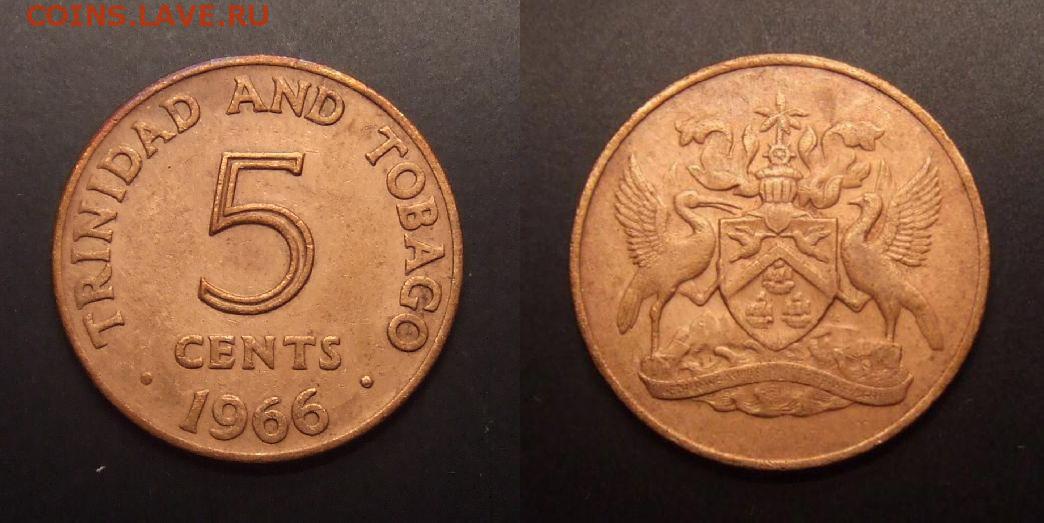 COINS.LAVE.RU
TRINIDAD AND TOBAGO
5
CENTS
1966